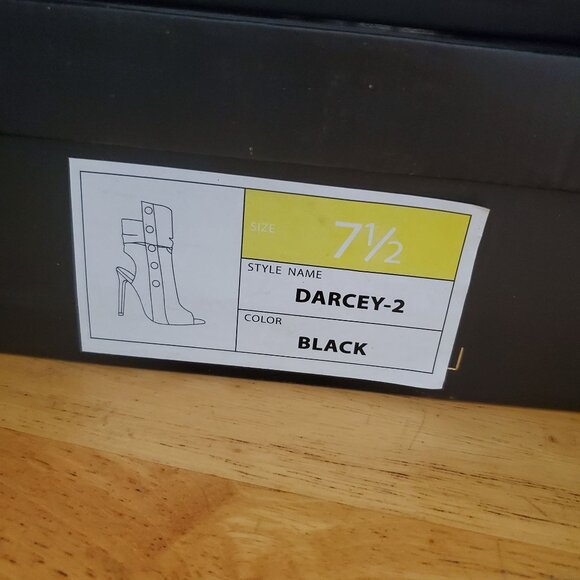 SIZE 7½
STYLE NAME
DARCEY-2
COLOR
BLACK